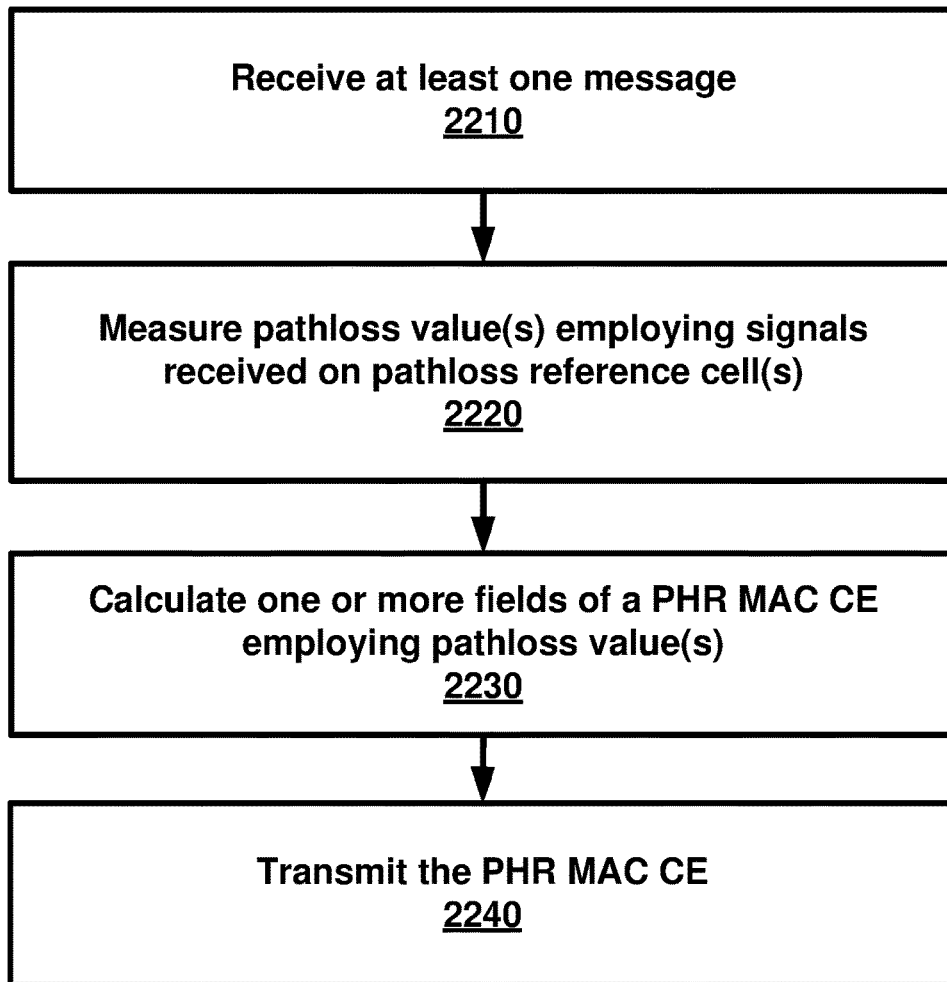 Receive at least one message
2210
Measure pathloss value(s) employing signals
received on pathloss reference cell(s)
2220
Calculate one or more fields of a PHR MAC CE
employing pathloss value(s)
2230
Transmit the PHR MAC CE
2240